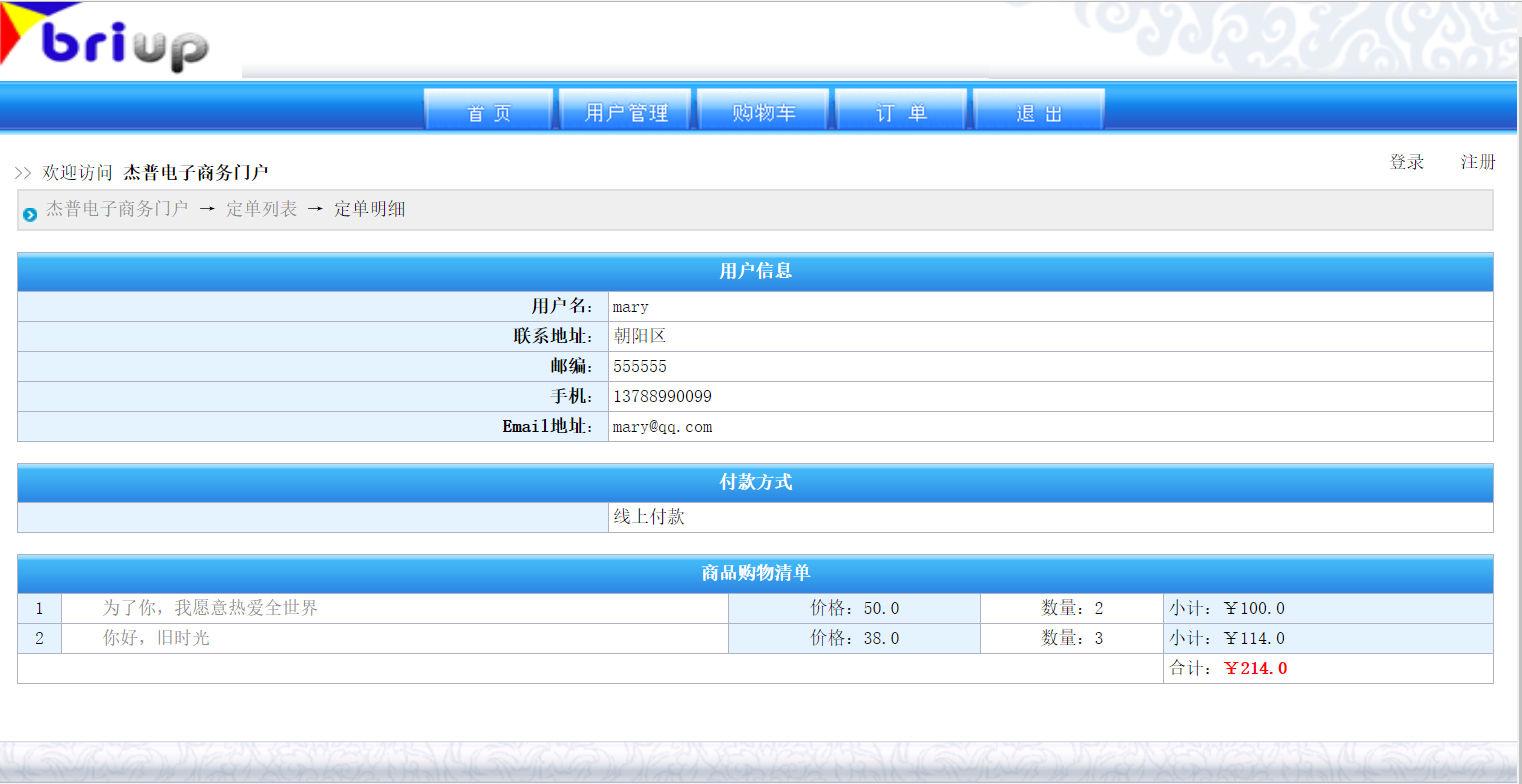 briup
首页 用户管理 购物车 订单 退出
>> 欢迎访问 杰普电子商务门户 登录 注册
杰普电子商务门户 → 定单列表 → 定单明细
用户信息
用户名： mary
联系地址： 朝阳区
邮编： 555555
手机： 13788990099
Email地址： mary@qq.com
付款方式
线上付款
商品购物清单
1 为了你，我愿意热爱全世界 价格：50.0 数量：2 小计：￥100.0
2 你好，旧时光 价格：38.0 数量：3 小计：￥114.0
合计：￥214.0